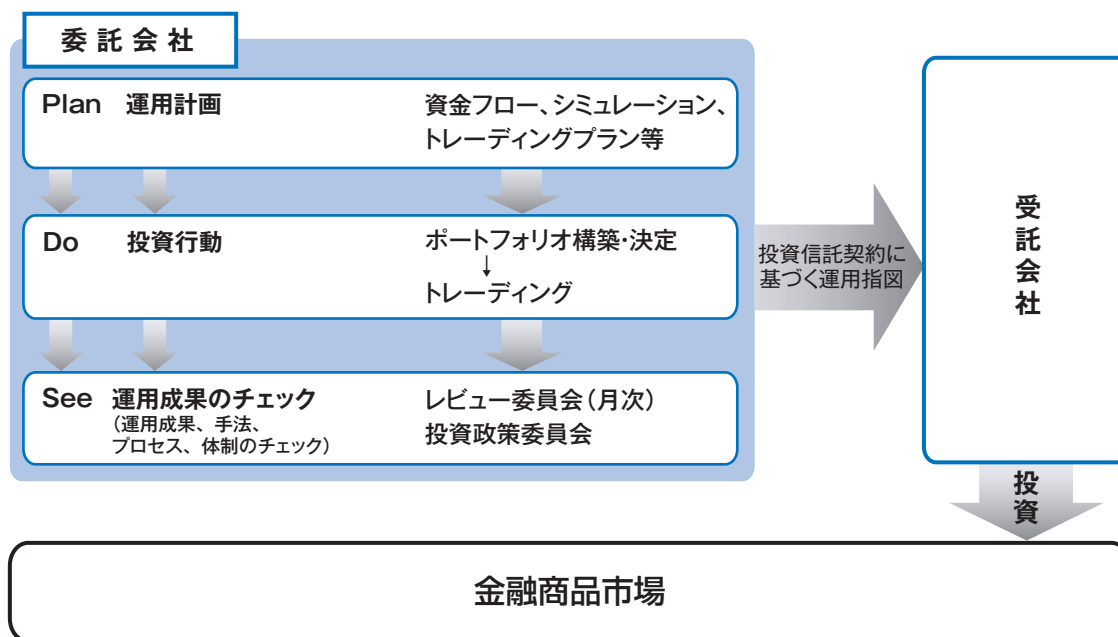 委託会社
Plan 運用計画 資金フロー、シミュレーション、
トレーディングプラン等
Do 投資行動 ポートフォリオ構築・決定
↓
トレーディング
See 運用成果のチェック レビュー委員会(月次)
(運用成果、手法、 投資政策委員会
プロセス、体制のチェック)
投資信託契約に
基づく運用指図
受託会社
投資
金融商品市場